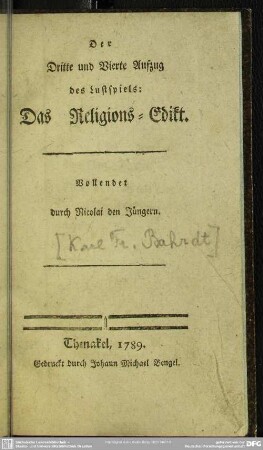 Der
Dritte und Vierte Aufzug
des Lustspiels:
Das Religions-Edikt.
Vollendet
durch Nicolai den Jüngern.
[Karl Fr. Bahrdt]
Thenakel, 1789.
Gedruckt durch Johann Michael Bengel.
DFG